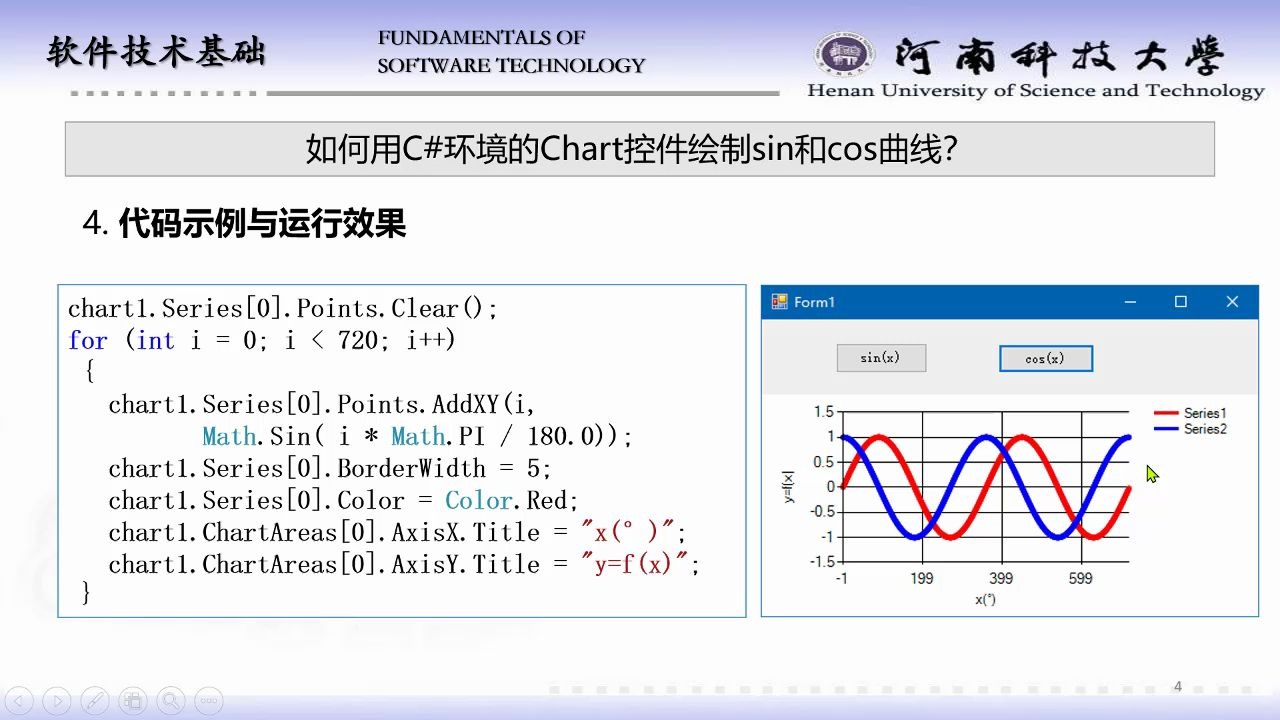 软件技术基础
FUNDAMENTALS OF
SOFTWARE TECHNOLOGY
河南科技大學
Henan University of Science and Technology
如何用C#环境的Chart控件绘制sin和cos曲线?
4. 代码示例与运行效果
chart1.Series[0].Points.Clear();
for (int i = 0; i < 720; i++)
{
chart1.Series[0].Points.AddXY(i,
Math.Sin( i * Math.PI / 180.0));
chart1.Series[0].BorderWidth = 5;
chart1.Series[0].Color = Color.Red;
chart1.ChartAreas[0].AxisX.Title = "x(° )";
chart1.ChartAreas[0].AxisY.Title = "y=f(x)";
}
Form1
sin(x)
cos(x)
1.5
1
0.5
0
-0.5
-1
-1.5
y=f(x)
-1
199
399
599
x(°)
Series1
Series2
4